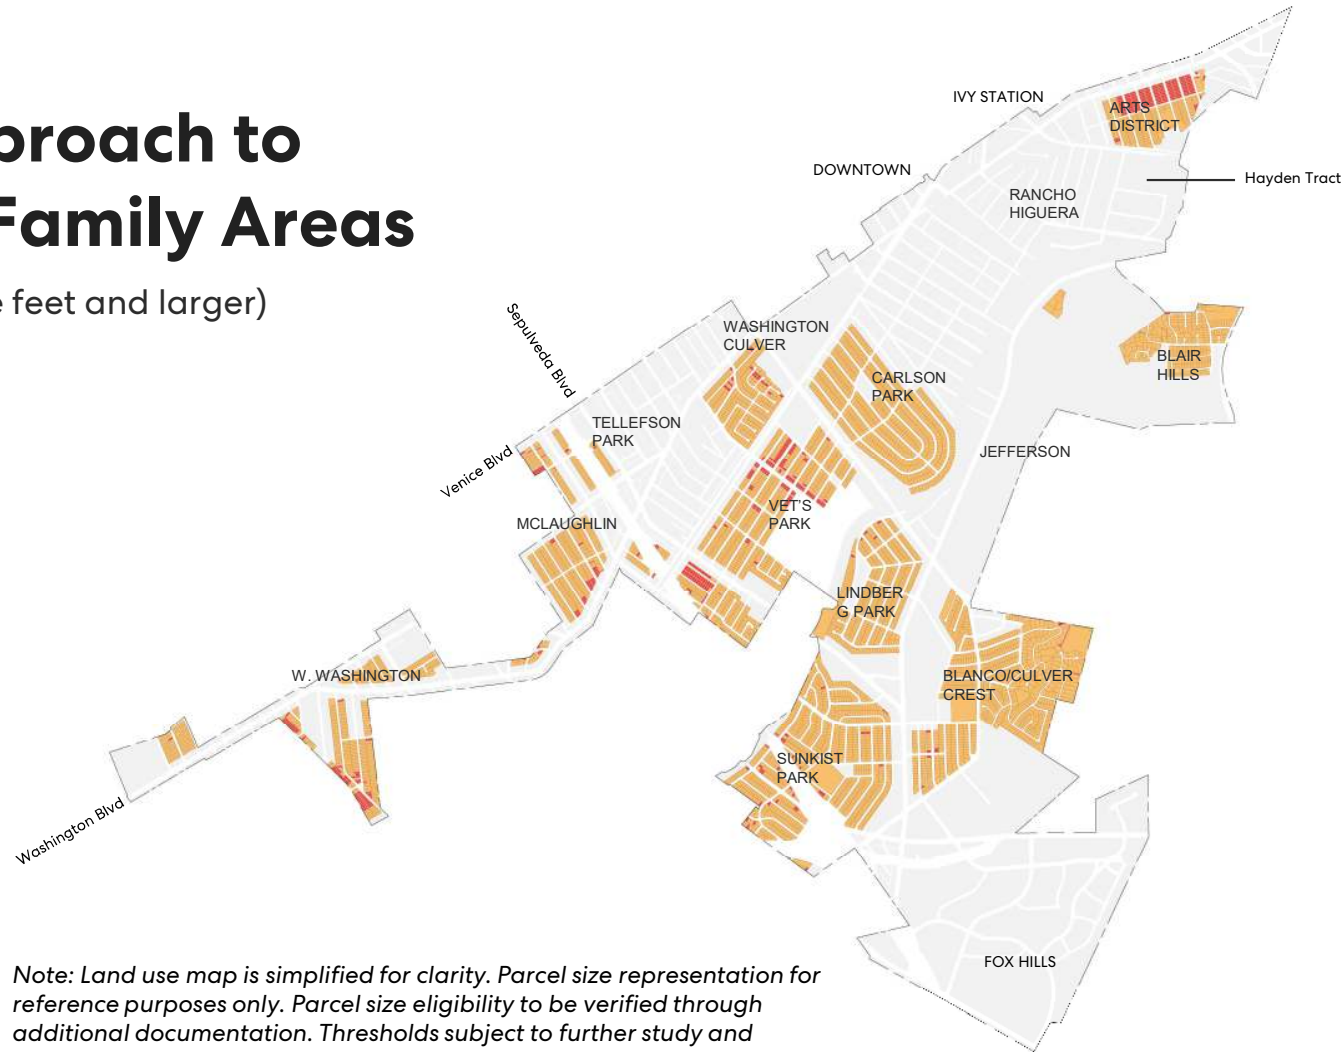 proach to
Family Areas
e feet and larger)
IVY STATION
ARTS
DISTRICT
DOWNTOWN
Hayden Tract
RANCHO
HIGUERA
Sepulveda Blvd
WASHINGTON
CULVER
BLAIR
HILLS
CARLSON
PARK
TELLEFSON
PARK
JEFFERSON
Venice Blvd
VET'S
PARK
MCLAUGHLIN
LINDBER
G PARK
W. WASHINGTON
BLANCO/CULVER
CREST
SUNKIST
PARK
Washington Blvd
FOX HILLS
Note: Land use map is simplified for clarity. Parcel size representation for
reference purposes only. Parcel size eligibility to be verified through
additional documentation. Thresholds subject to further study and